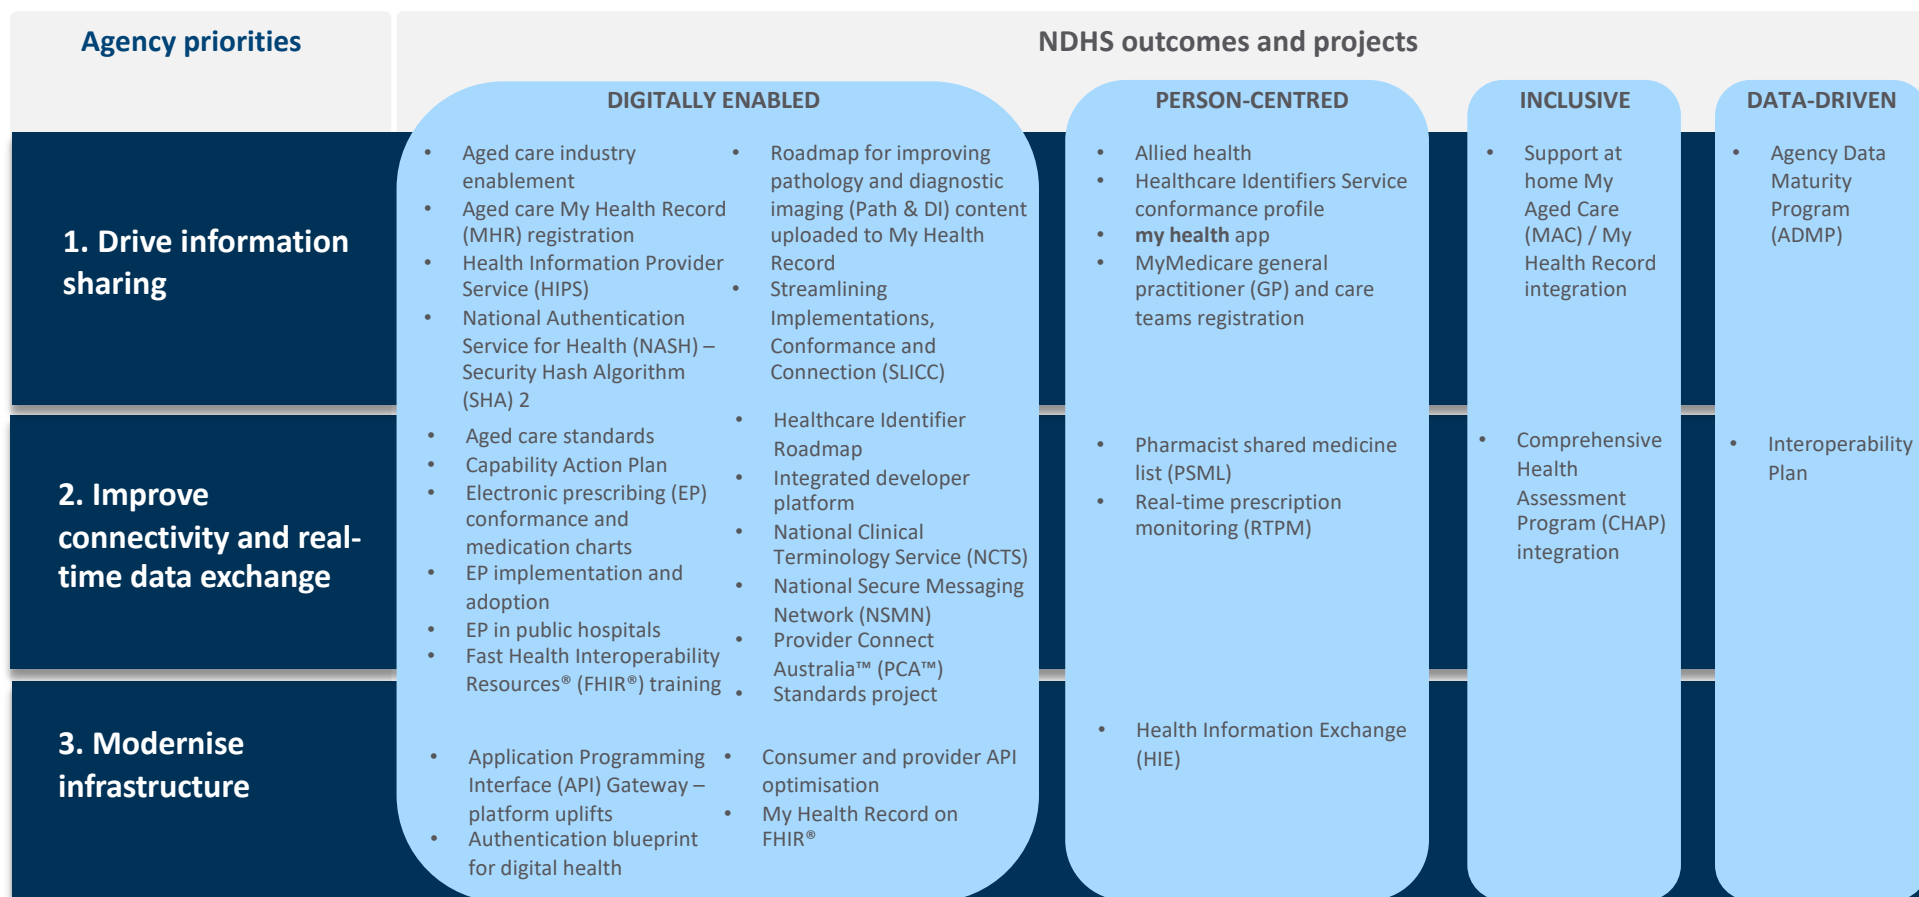 Agency priorities
NDHS outcomes and projects
DIGITALLY ENABLED
PERSON-CENTRED
INCLUSIVE
DATA-DRIVEN
1. Drive information
sharing
• Aged care industry
enablement
• Aged care My Health Record
(MHR) registration
• Health Information Provider
Service (HIPS)
• National Authentication
Service for Health (NASH) –
Security Hash Algorithm
(SHA) 2
• Roadmap for improving
pathology and diagnostic
imaging (Path & DI) content
uploaded to My Health
Record
• Streamlining
Implementations,
Conformance and
Connection (SLICC)
• Allied health
• Healthcare Identifiers Service
conformance profile
• my health app
• MyMedicare general
practitioner (GP) and care
teams registration
• Support at
home My
Aged Care
(MAC) / My
Health Record
integration
• Agency Data
Maturity
Program
(ADMP)
2. Improve
connectivity and real-
time data exchange
• Aged care standards
• Capability Action Plan
• Electronic prescribing (EP)
conformance and
medication charts
• EP implementation and
adoption
• EP in public hospitals
• Fast Health Interoperability
Resources® (FHIR®) training
• Healthcare Identifier
Roadmap
• Integrated developer
platform
• National Clinical
Terminology Service (NCTS)
• National Secure Messaging
Network (NSMN)
• Provider Connect
Australia™ (PCA™)
• Standards project
• Pharmacist shared medicine
list (PSML)
• Real-time prescription
monitoring (RTPM)
• Comprehensive
Health
Assessment
Program (CHAP)
integration
• Interoperability
Plan
3. Modernise
infrastructure
• Application Programming
Interface (API) Gateway –
platform uplifts
• Authentication blueprint
for digital health
• Consumer and provider API
optimisation
• My Health Record on
FHIR®
• Health Information Exchange
(HIE)